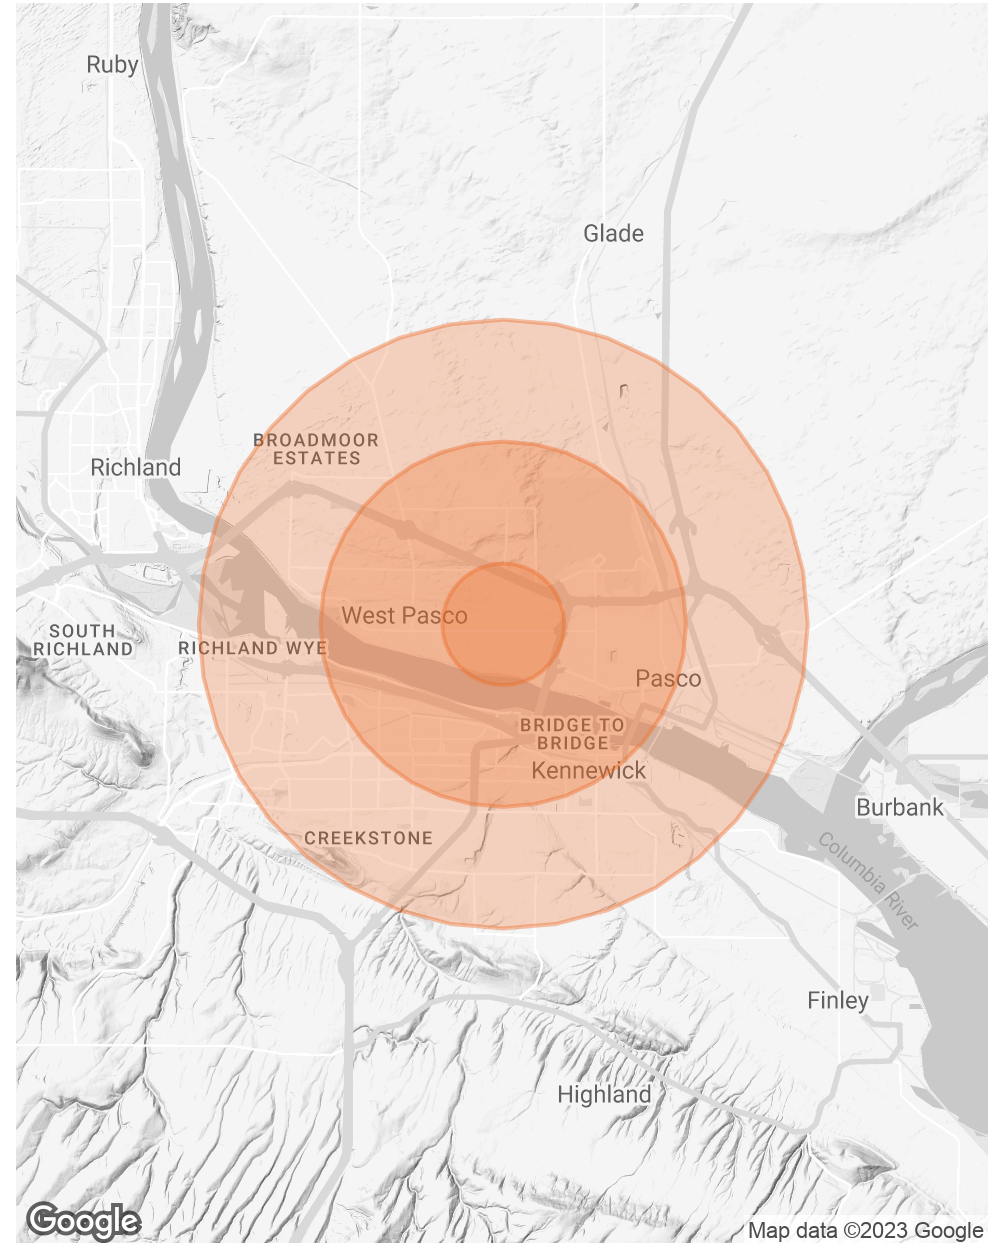 Ruby
Glade
BROADMOOR
ESTATES
Richland
West Pasco
SOUTH
RICHLAND
RICHLAND WYE
Pasco
BRIDGE TO
BRIDGE
Kennewick
Burbank
CREEKSTONE
Columbia River
Finley
Highland
Google
Map data ©2023 Google